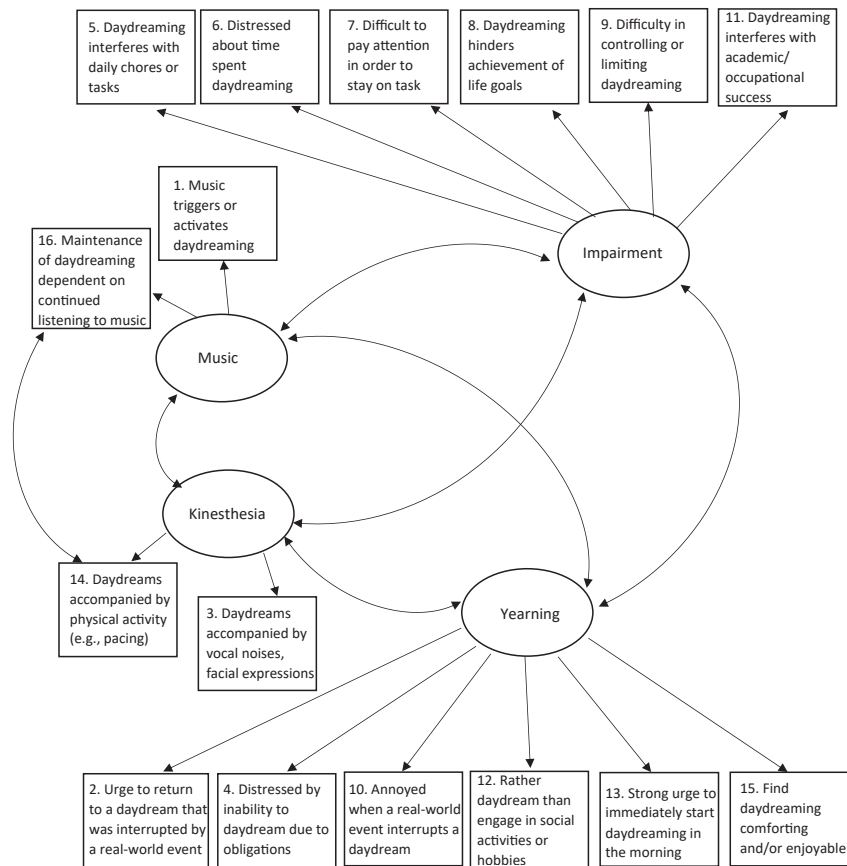 5. Daydreaming
interferes with
daily chores or
tasks
6. Distressed
about time
spent
daydreaming
7. Difficult to
pay attention
in order to
stay on task
8. Daydreaming
hinders
achievement of
life goals
9. Difficulty in
controlling or
limiting
daydreaming
11. Daydreaming
interferes with
academic/
occupational
success
1. Music
triggers or
activates
daydreaming
16. Maintenance
of daydreaming
dependent on
continued
listening to music
Impairment
Music
Kinesthesia
14. Daydreams
accompanied by
physical activity
(e.g., pacing)
3. Daydreams
accompanied by
vocal noises,
facial expressions
Yearning
2. Urge to return
to a daydream that
was interrupted by
a real-world event
4. Distressed by
inability to
daydream due to
obligations
10. Annoyed
when a real-world
event interrupts a
daydream
12. Rather
daydream than
engage in social
activities or
hobbies
13. Strong urge to
immediately start
daydreaming in
the morning
15. Find
daydreaming
comforting
and/or enjoyable